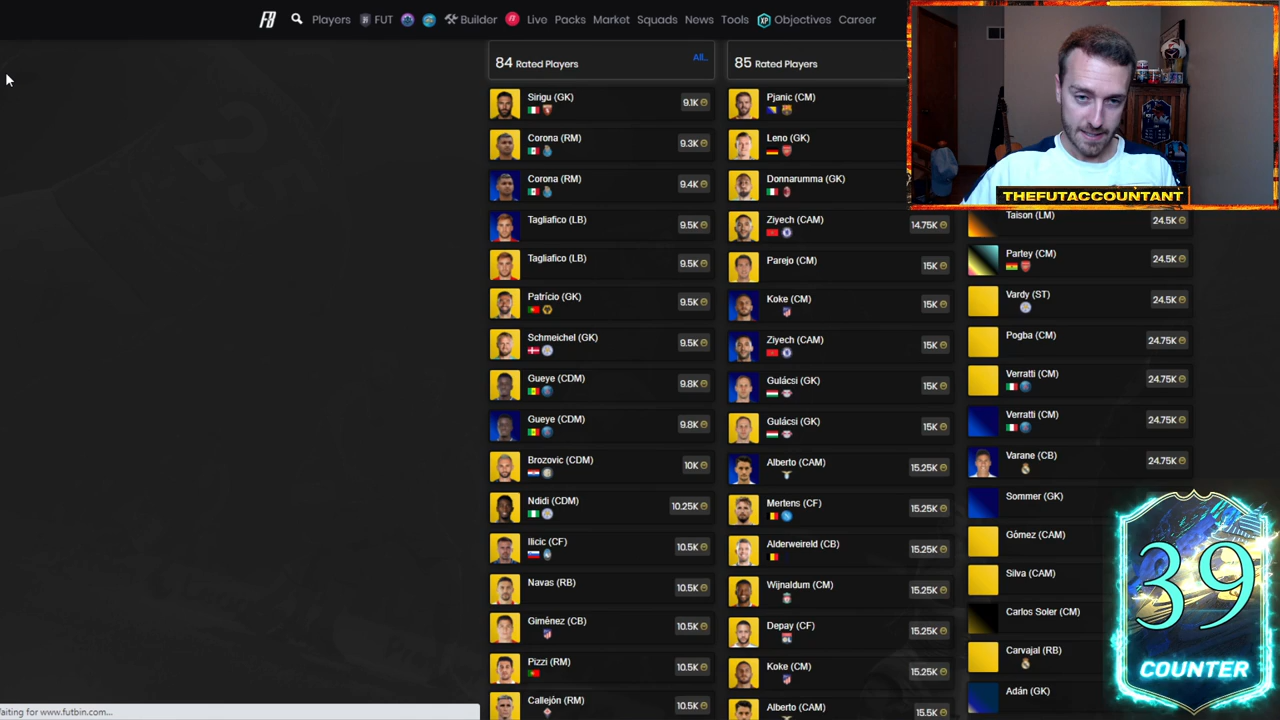 FB Players FUT Builder Live Packs Market Squads News Tools XP Objectives Career
84 Rated Players All..
Sirigu (GK) 9.1K
Corona (RM) 9.3K
Corona (RM) 9.4K
Tagliafico (LB) 9.5K
Tagliafico (LB) 9.5K
Patrício (GK) 9.5K
Schmeichel (GK) 9.5K
Gueye (CDM) 9.8K
Gueye (CDM) 9.8K
Brozovic (CDM) 10K
Ndidi (CDM) 10.25K
Ilicic (CF) 10.5K
Navas (RB) 10.5K
Giménez (CB) 10.5K
Pizzi (RM) 10.5K
Callejón (RM) 10.5K
85 Rated Players
Pjanic (CM)
Leno (GK)
Donnarumma (GK)
Ziyech (CAM) 14.75K
Parejo (CM) 15K
Koke (CM) 15K
Ziyech (CAM) 15K
Gulácsi (GK) 15K
Gulácsi (GK) 15K
Alberto (CAM) 15.25K
Mertens (CF) 15.25K
Alderweireld (CB) 15.25K
Wijnaldum (CM) 15.25K
Depay (CF) 15.25K
Koke (CM) 15.25K
Alberto (CAM) 15.5K
THEFUTACCOUNTANT
Taison (LM) 24.5K
Partey (CM) 24.5K
Vardy (ST) 24.5K
Pogba (CM) 24.75K
Verratti (CM) 24.75K
Verratti (CM) 24.75K
Varane (CB) 24.75K
Sommer (GK)
Gómez (CAM)
Silva (CAM)
Carlos Soler (CM)
Carvajal (RB)
Adán (GK)
39
COUNTER
Waiting for www.futbin.com...